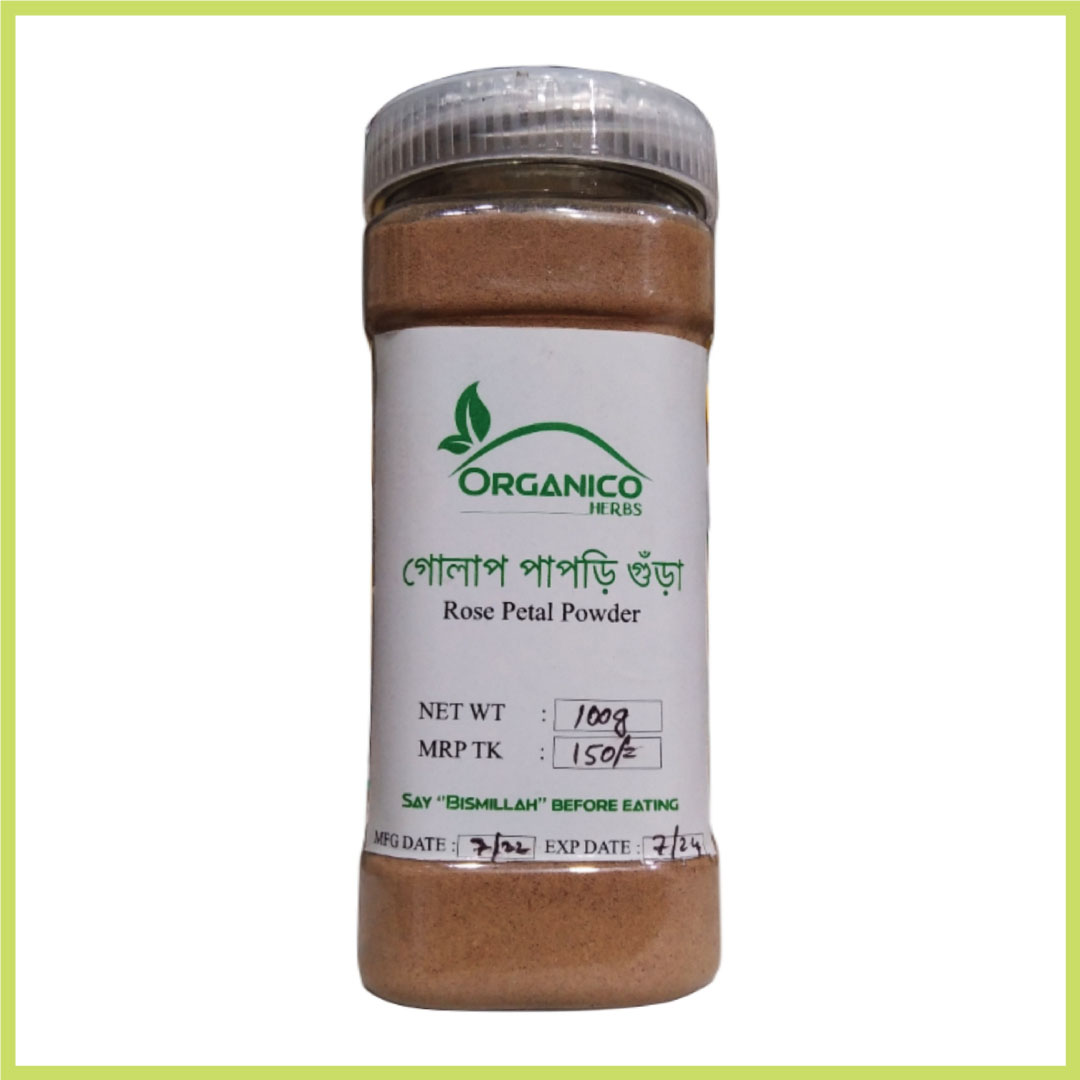 ORGANICO
HERBS
গোলাপ পাপড়ি গুঁড়া
Rose Petal Powder
NET WT : 100g
MRP TK : 150/=
SAY "BISMILLAH" BEFORE EATING
MFG DATE : 7/22 EXP DATE : 7/24